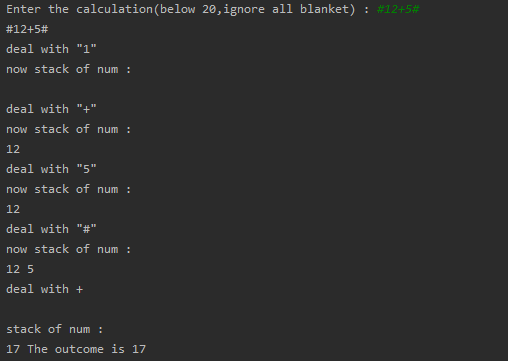 Enter the calculation(below 20,ignore all blanket) : #12+5#
#12+5#
deal with "1"
now stack of num :
deal with "+"
now stack of num :
12
deal with "5"
now stack of num :
12
deal with "#"
now stack of num :
12 5
deal with +
stack of num :
17 The outcome is 17